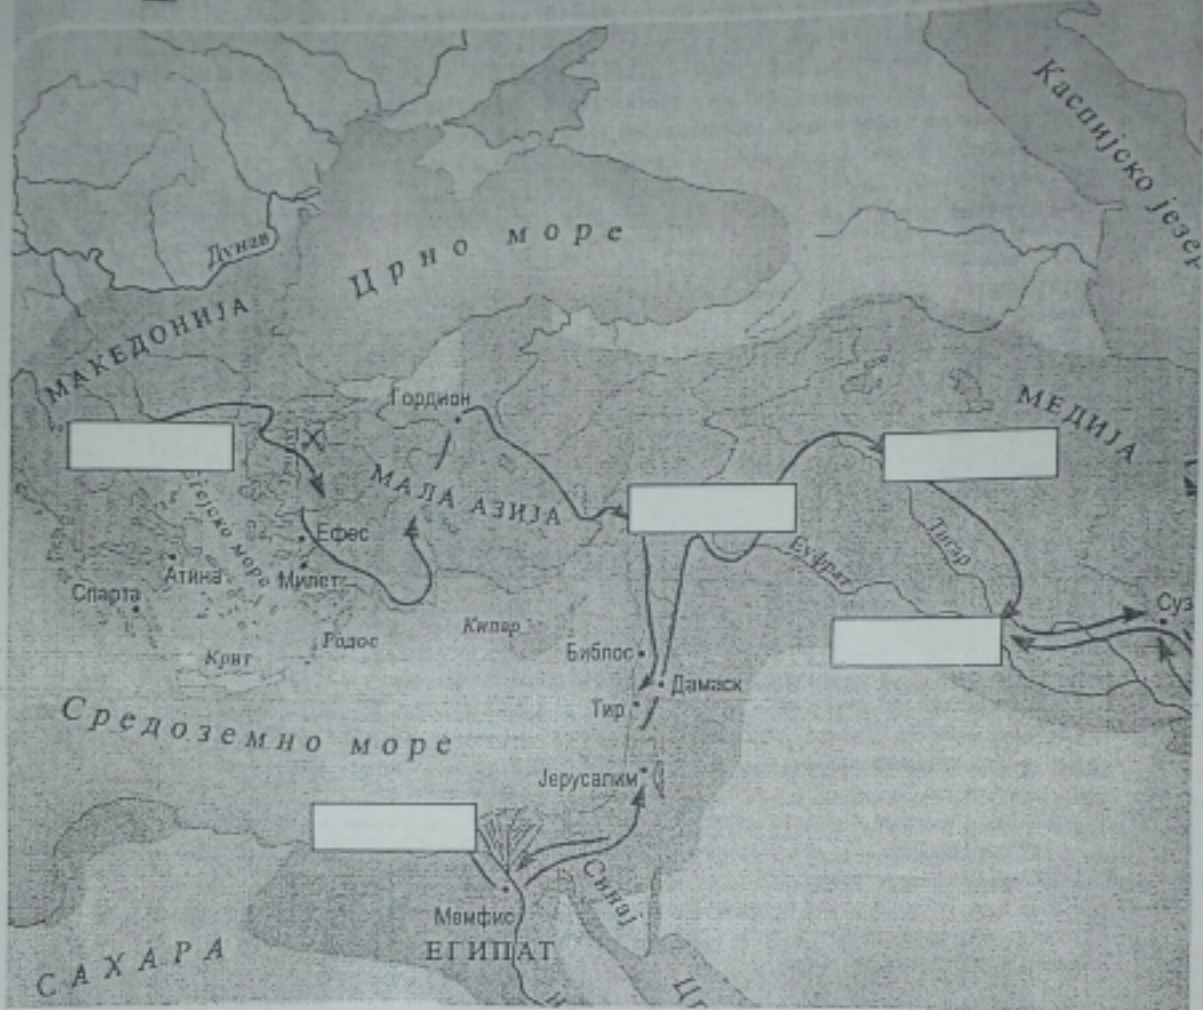 Каспијско језер
Црно море
Дунав
МАКЕДОНИЈА
Гордион
МЕДИЈА
МАЛА АЗИЈА
Егејско море
Ефес
Еуфрат
Тигар
Атина
Милет
Суз
Спарта
Родос
Кипар
Крит
Библос
Дамаск
Тир
Средоземно море
Јерусалим
Синај
Мемфис
ЕГИПАТ
САХАРА
Цр